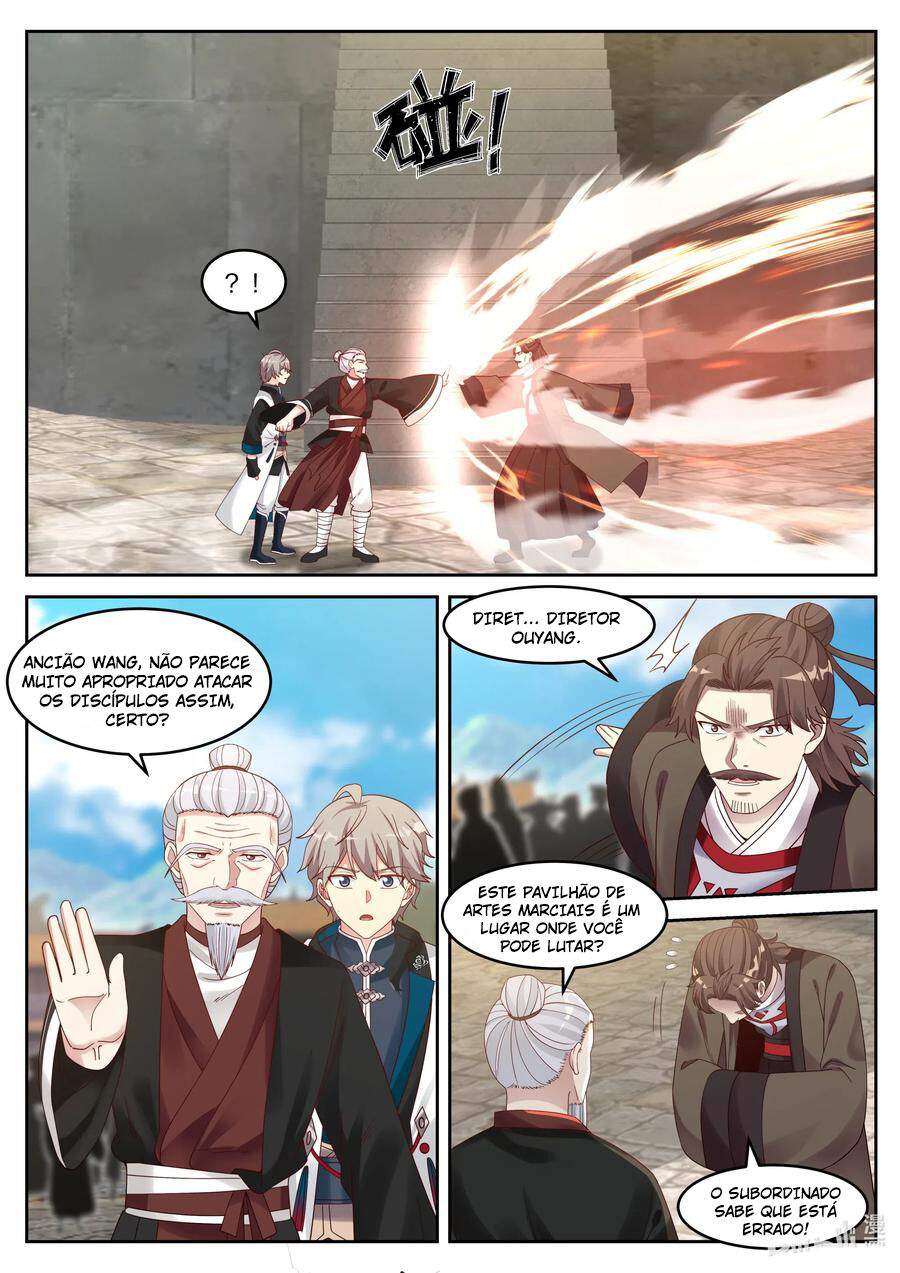 碰!
?!
ANCIÃO WANG, NÃO PARECE
MUITO APROPRIADO ATACAR
OS DISCÍPULOS ASSIM,
CERTO?
DIRET... DIRETOR
OUYANG.
ESTE PAVILHÃO DE
ARTES MARCIAIS É UM
LUGAR ONDE VOCÊ
PODE LUTAR?
O SUBORDINADO
SABE QUE ESTÁ
ERRADO!